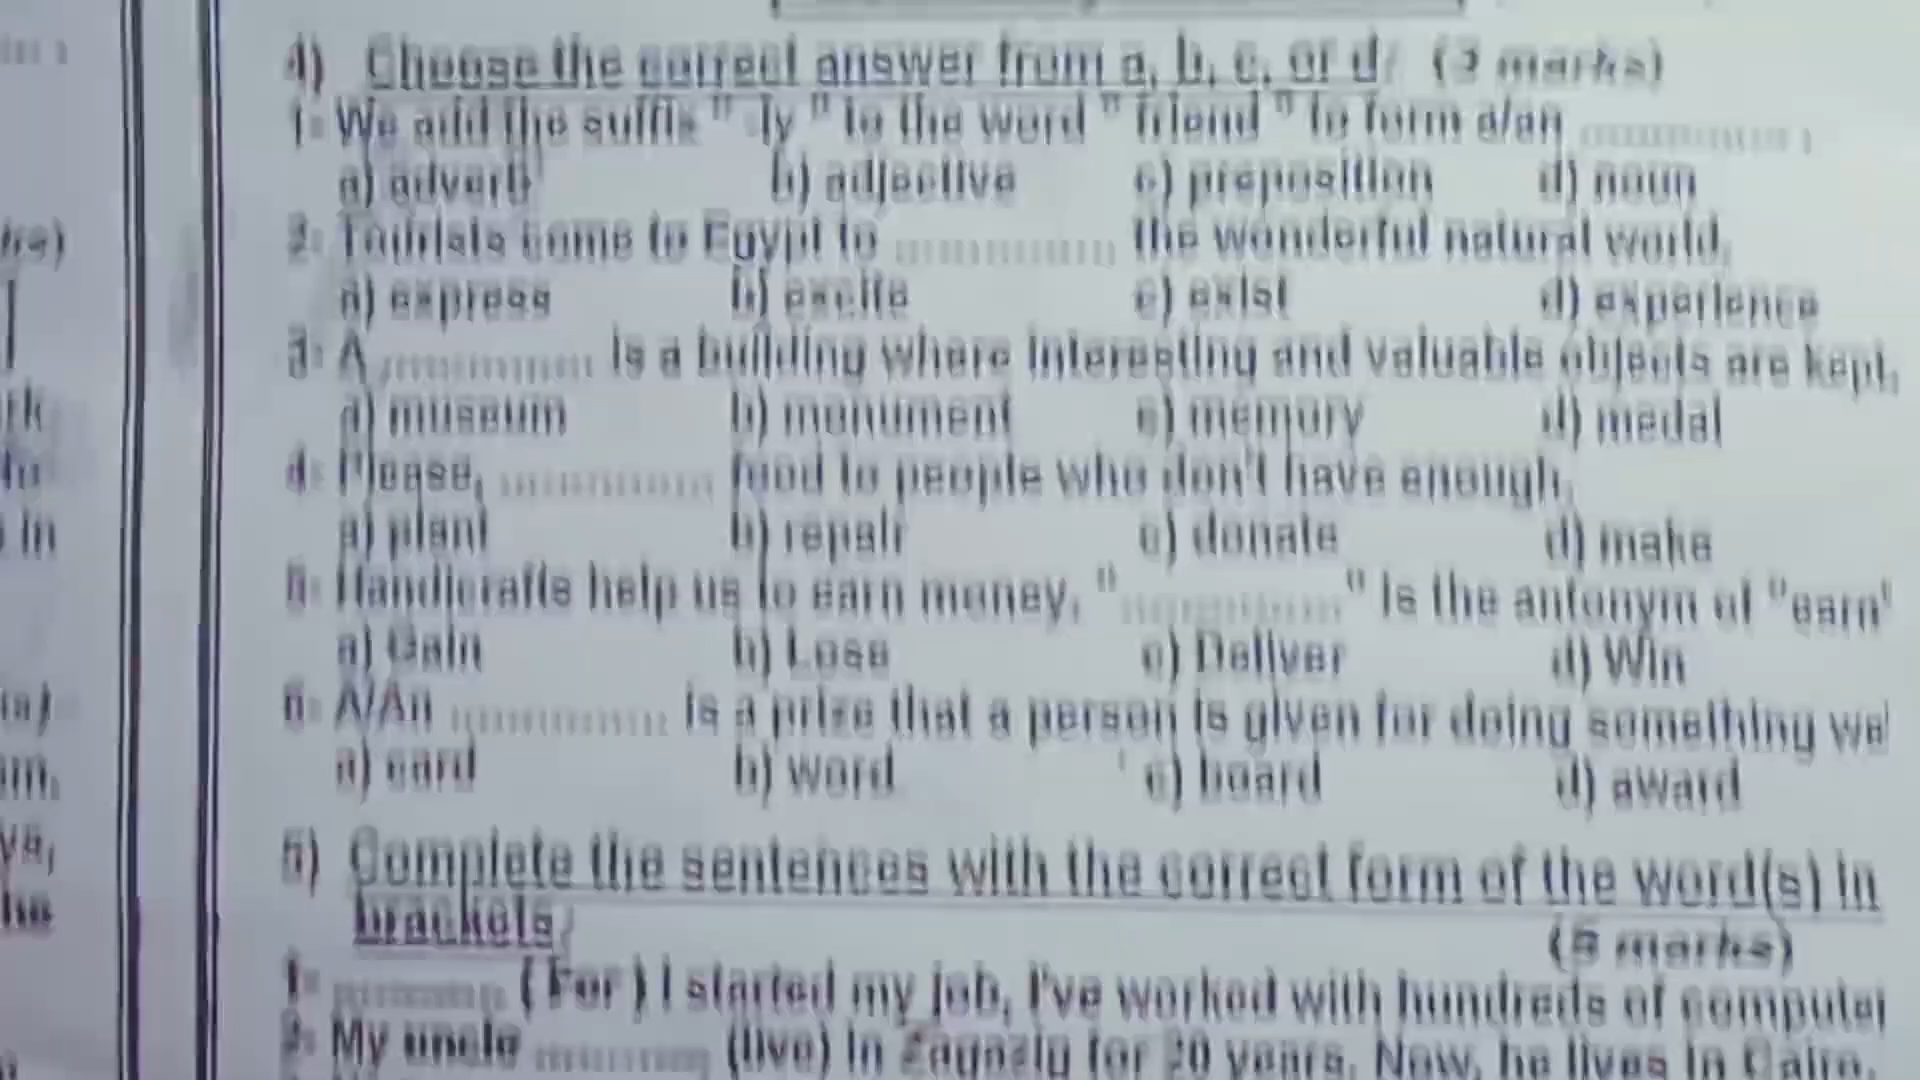 4) Choose the correct answer from a, b, c, or d: (3 marks)
1- We add the suffix " -ly " to the word " friend " to form a/an ............... .
a) adverb b) adjective c) preposition d) noun
2- Tourists come to Egypt to ............... the wonderful natural world.
a) express b) excite c) exist d) experience
3- A ............... is a building where interesting and valuable objects are kept.
a) museum b) monument c) memory d) medal
4- Please, ............... food to people who don't have enough.
a) plant b) repair c) donate d) make
5- Handicrafts help us to earn money. " ............... " is the antonym of "earn"
a) Gain b) Lose c) Deliver d) Win
6- A/An ............... is a prize that a person is given for doing something
a) card b) word c) board d) award
5) Complete the sentences with the correct form of the word(s) in
brackets: (5 marks)
1- ............ ( For ) I started my job, I've worked with hundreds of
2- My uncle ............ (live) in Zagazig for 20 years. Now, he lives in Cairo.